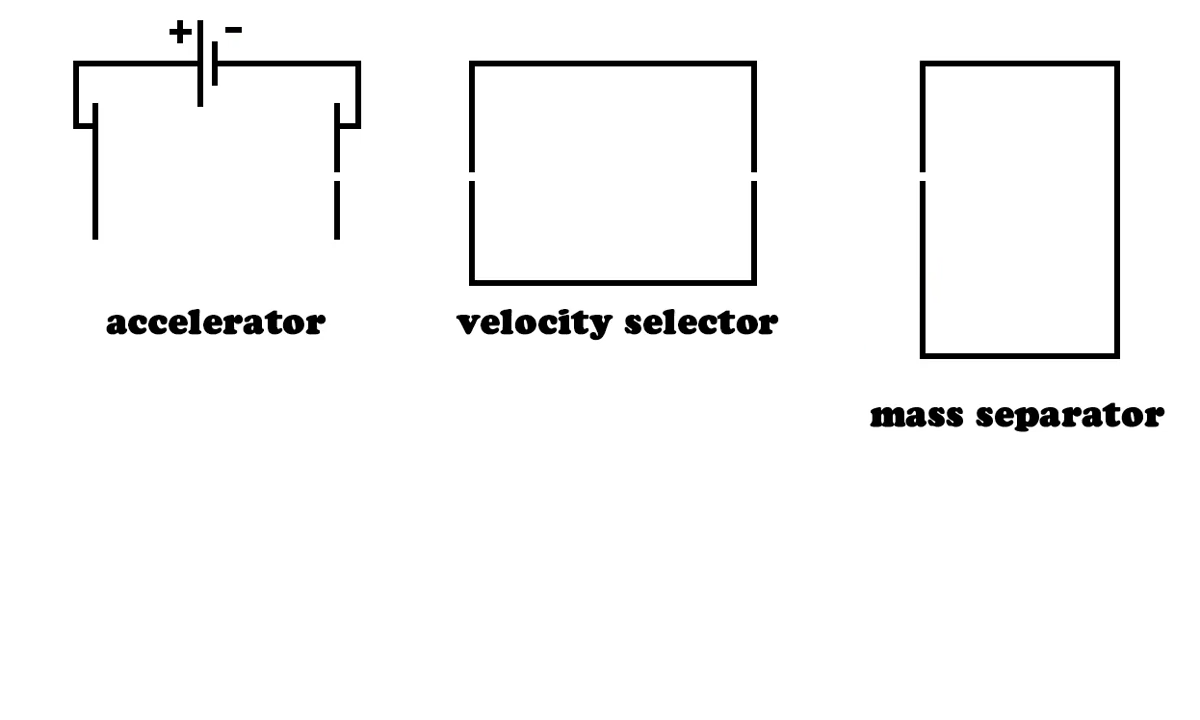 + -
accelerator
velocity selector
mass separator